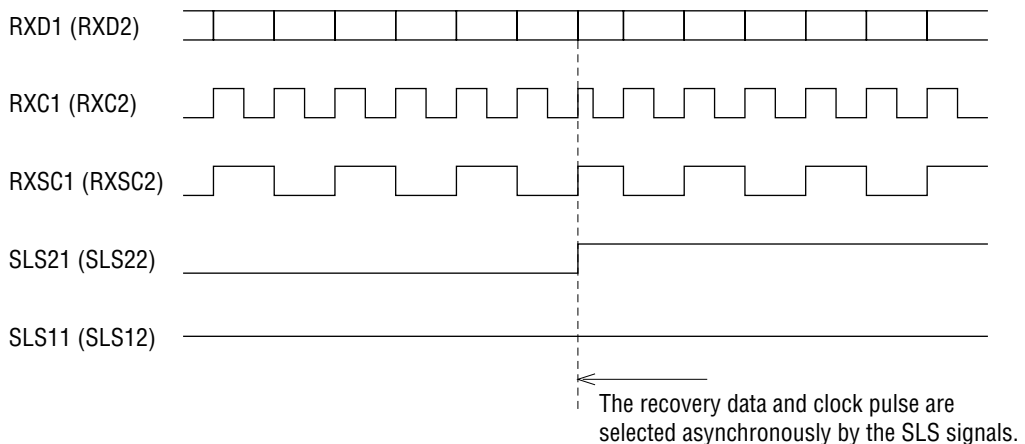 RXD1 (RXD2)
RXC1 (RXC2)
RXSC1 (RXSC2)
SLS21 (SLS22)
SLS11 (SLS12)
The recovery data and clock pulse are
selected asynchronously by the SLS signals.